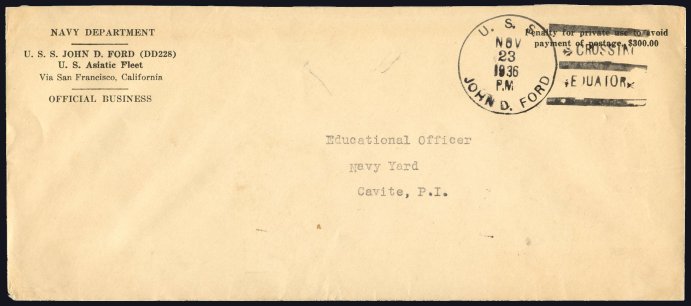 NAVY DEPARTMENT
U. S. S. JOHN D. FORD (DD228)
U. S. Asiatic Fleet
Via San Francisco, California
OFFICIAL BUSINESS
U. S. S.
NOV
23
1936
P.M.
JOHN D. FORD
Penalty for private use to avoid
payment of postage, $300.00
CROSSING
EQUATOR
Educational Officer
Navy Yard
Cavite, P.I.